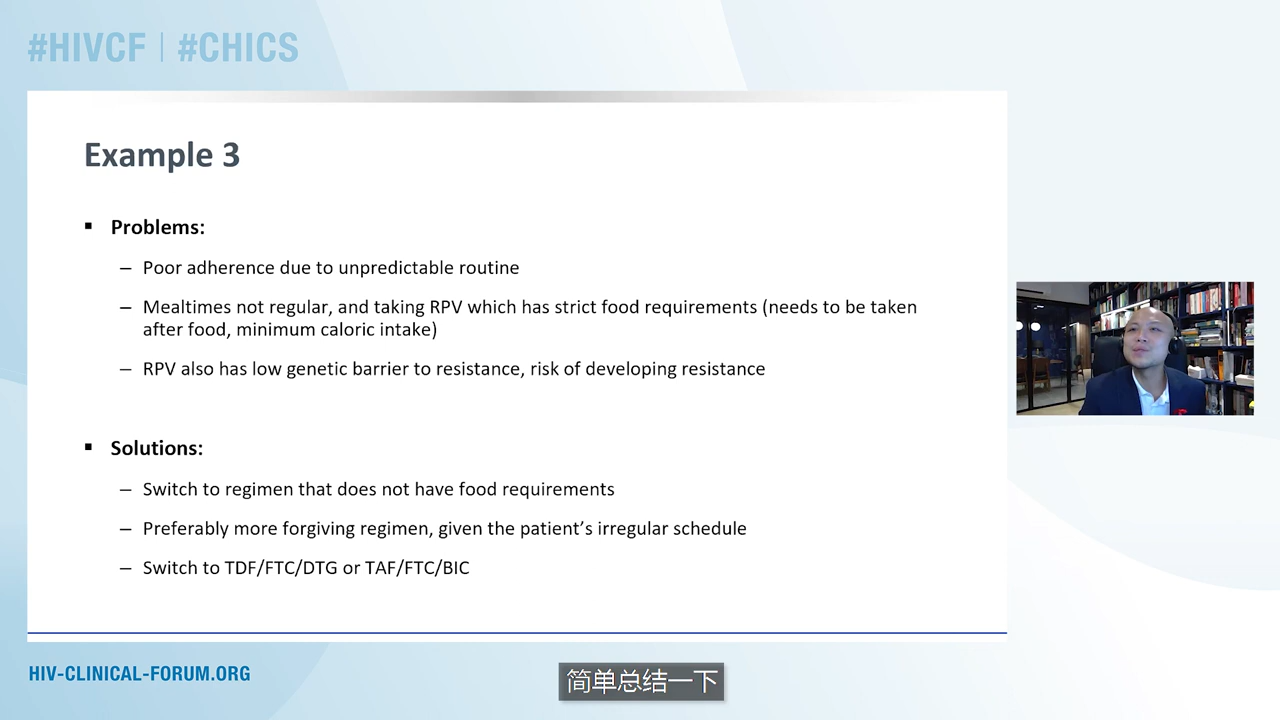 #HIVCF | #CHICS
Example 3
▪ Problems:
– Poor adherence due to unpredictable routine
– Mealtimes not regular, and taking RPV which has strict food requirements (needs to be taken
after food, minimum caloric intake)
– RPV also has low genetic barrier to resistance, risk of developing resistance
▪ Solutions:
– Switch to regimen that does not have food requirements
– Preferably more forgiving regimen, given the patient’s irregular schedule
– Switch to TDF/FTC/DTG or TAF/FTC/BIC
HIV-CLINICAL-FORUM.ORG
简单总结一下